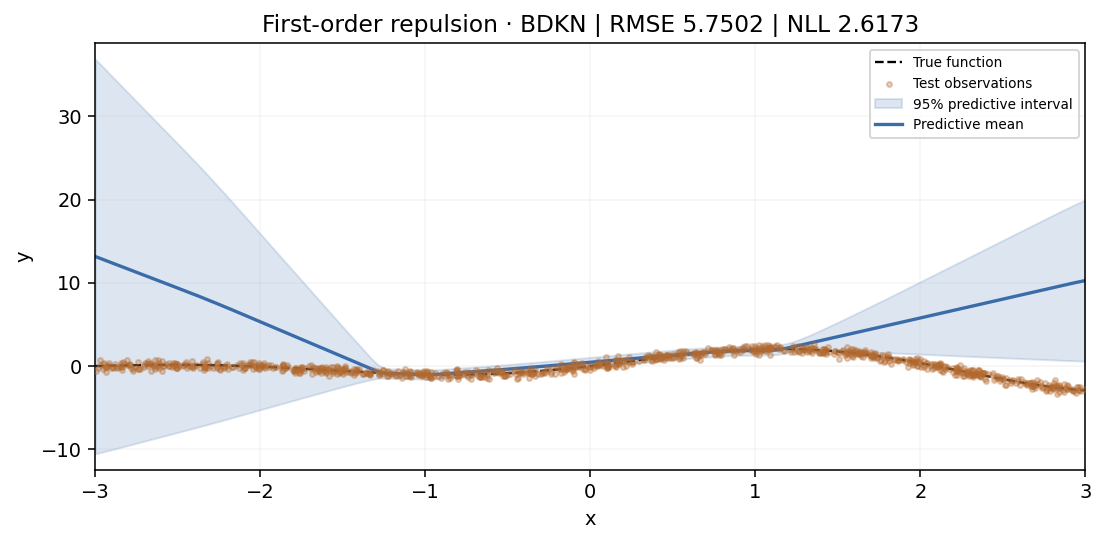 First-order repulsion · BDKN | RMSE 5.7502 | NLL 2.6173
True function
Test observations
95% predictive interval
Predictive mean
y
30
20
10
0
−10
−3
−2
−1
0
1
2
3
x